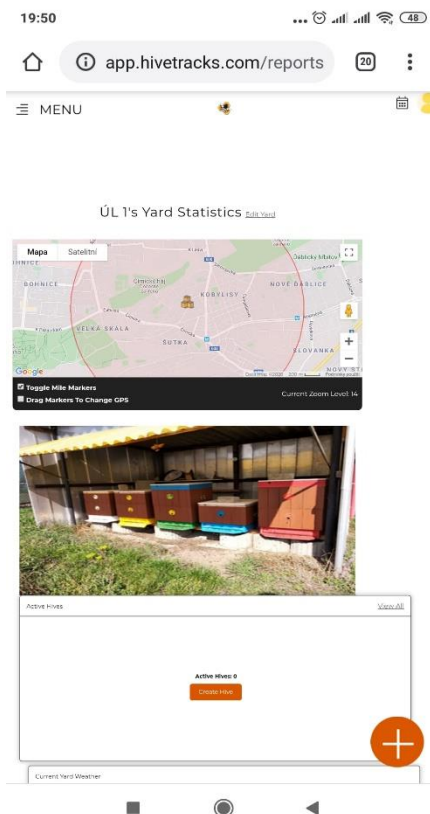 19:50
48
app.hivetracks.com/reports
20
MENU
ÚL 1's Yard Statistics Edit Yard
Mapa Satelitní
BOHNICE
KOBYLISY
VELKÁ SKÁLA
ŠUTKA
SLOVANKA
Google
Toggle Mile Markers
Drag Markers To Change GPS
Current Zoom Level: 14
Active Hives
View All
Active Hives: 0
Create Hive
Current Yard Weather